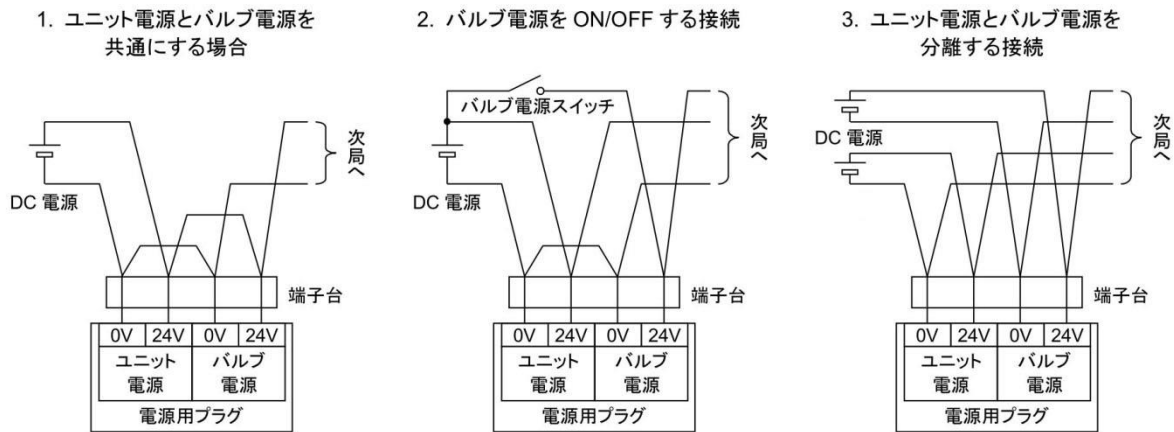 1. ユニット電源とバルブ電源を
共通にする場合
DC 電源
次局へ
端子台
0V 24V 0V 24V
ユニット
電源
バルブ
電源
電源用プラグ
2. バルブ電源を ON/OFF する接続
バルブ電源スイッチ
DC 電源
次局へ
端子台
0V 24V 0V 24V
ユニット
電源
バルブ
電源
電源用プラグ
3. ユニット電源とバルブ電源を
分離する接続
DC 電源
次局へ
端子台
0V 24V 0V 24V
ユニット
電源
バルブ
電源
電源用プラグ